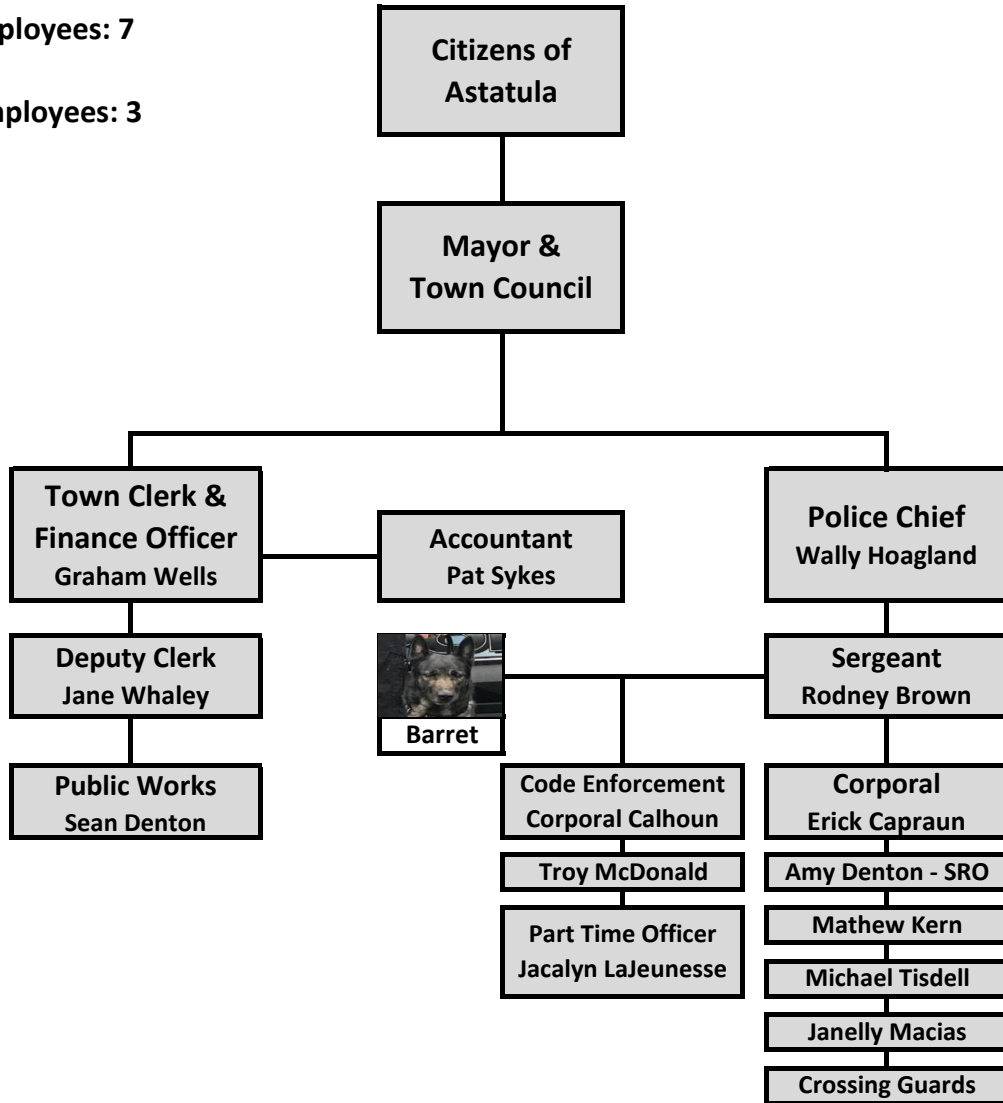 ployees: 7
ployees: 3
Citizens of
Astatula
Mayor &
Town Council
Town Clerk &
Finance Officer
Graham Wells
Accountant
Pat Sykes
Police Chief
Wally Hoagland
Deputy Clerk
Jane Whaley
Barret
Sergeant
Rodney Brown
Public Works
Sean Denton
Code Enforcement
Corporal Calhoun
Troy McDonald
Part Time Officer
Jacalyn LaJeunesse
Corporal
Erick Capraun
Amy Denton - SRO
Mathew Kern
Michael Tisdell
Janelly Macias
Crossing Guards